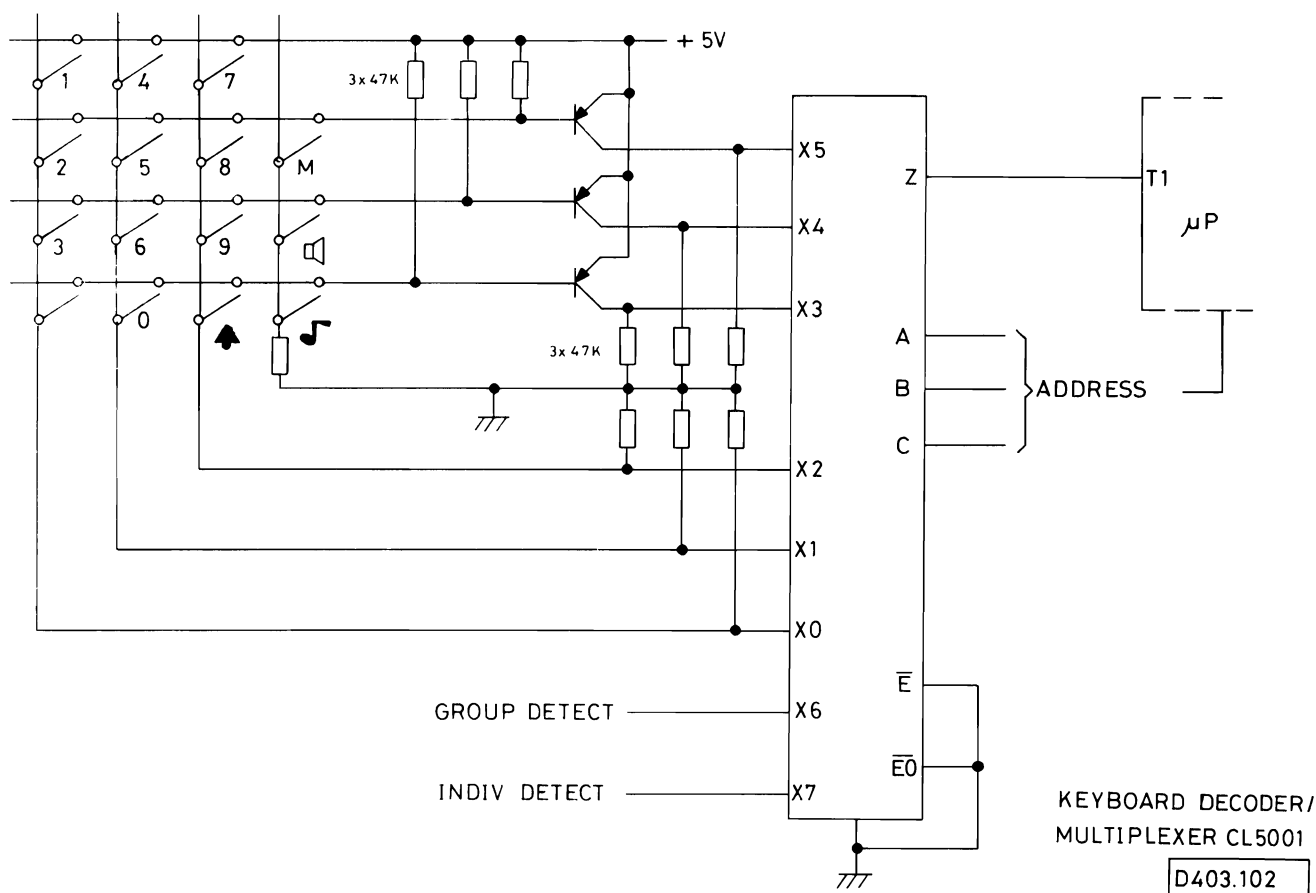 + 5V
1 4 7
3x 47K
2 5 8 M
X5
Z
T1
µP
X4
3 6 9
X3
0
3x 47K
A
B
ADDRESS
C
X2
X1
X0
GROUP DETECT
X6
E
E0
INDIV DETECT
X7
KEYBOARD DECODER/
MULTIPLEXER CL5001
D403.102